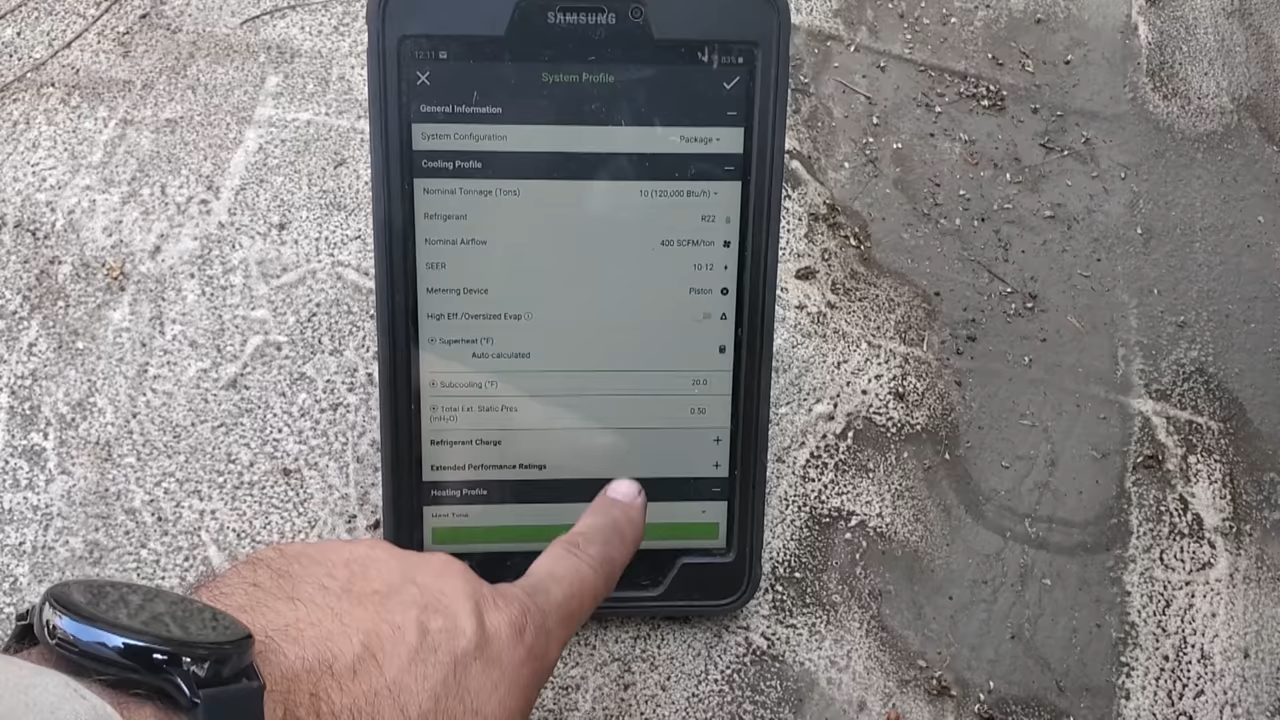 SAMSUNG
12:11 83%
System Profile
General Information
System Configuration Package
Cooling Profile
Nominal Tonnage (Tons) 10 (120,000 Btu/h)
Refrigerant R22
Nominal Airflow 400 SCFM/ton
SEER 10-12
Metering Device Piston
High Eff./Oversized Evap
Superheat (°F)
Auto-calculated
Subcooling (°F) 20.0
Total Ext. Static Pres. 0.50
(inH₂O)
Refrigerant Charge
Extended Performance Ratings
Heating Profile